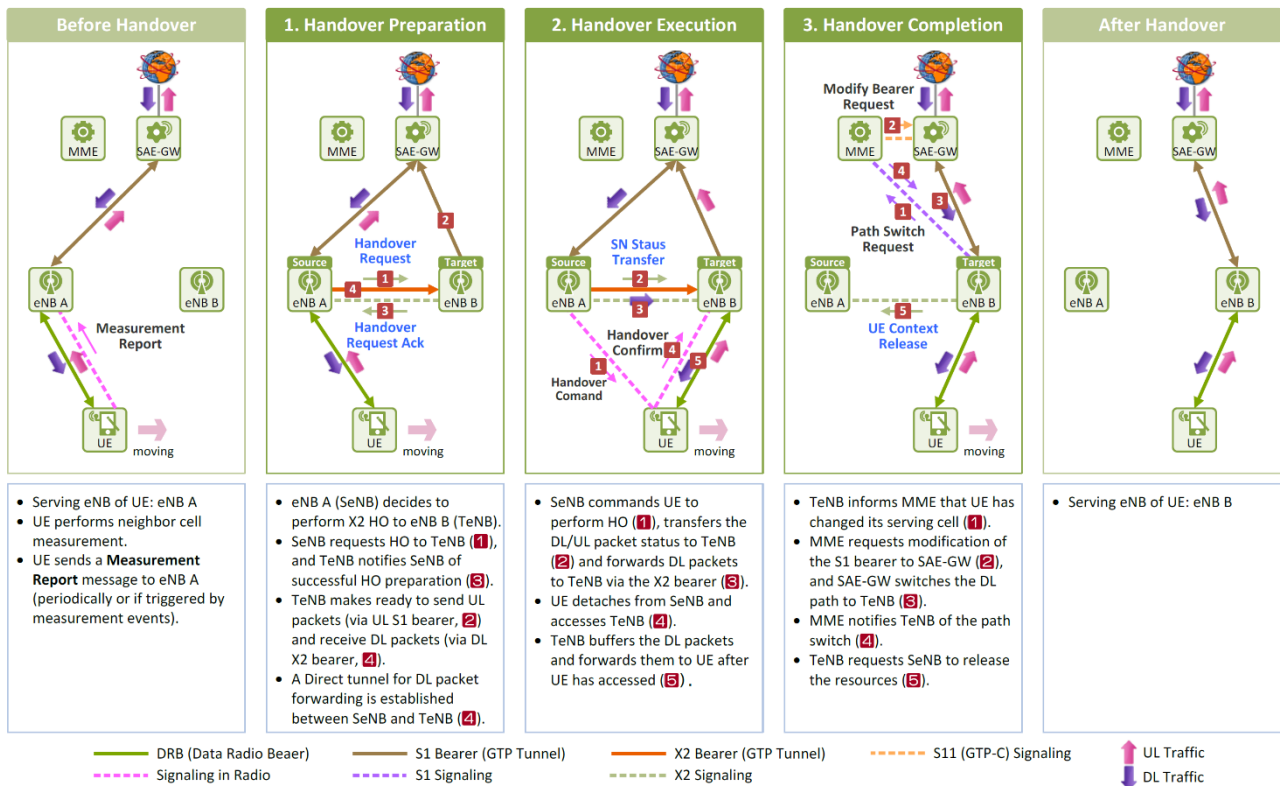 Before Handover
MME
SAE-GW
eNB A
eNB B
Measurement
Report
UE
moving
Serving eNB of UE: eNB A
UE performs neighbor cell
measurement.
UE sends a Measurement
Report message to eNB A
(periodically or if triggered by
measurement events).
1. Handover Preparation
MME
SAE-GW
2
Handover
Request
Source
1
Target
eNB A
4
eNB B
3
Handover
Request Ack
UE
moving
eNB A (SeNB) decides to
perform X2 HO to eNB B (TeNB).
SeNB requests HO to TeNB (1),
and TeNB notifies SeNB of
successful HO preparation (3).
TeNB makes ready to send UL
packets (via UL S1 bearer, 2)
and receive DL packets (via DL
X2 bearer, 4).
A Direct tunnel for DL packet
forwarding is established
between SeNB and TeNB (4).
2. Handover Execution
MME
SAE-GW
SN Staus
Transfer
Source
2
Target
eNB A
3
eNB B
Handover
Confirm
4
1
5
Handover
Comand
UE
moving
SeNB commands UE to
perform HO (1), transfers the
DL/UL packet status to TeNB
(2) and forwards DL packets
to TeNB via the X2 bearer (3).
UE detaches from SeNB and
accesses TeNB (4).
TeNB buffers the DL packets
and forwards them to UE after
UE has accessed (5) .
3. Handover Completion
Modify Bearer
Request
2
MME
SAE-GW
4
3
1
Path Switch
Request
Source
Target
eNB A
eNB B
5
UE Context
Release
UE
moving
TeNB informs MME that UE has
changed its serving cell (1).
MME requests modification of
the S1 bearer to SAE-GW (2),
and SAE-GW switches the DL
path to TeNB (3).
MME notifies TeNB of the path
switch (4).
TeNB requests SeNB to release
the resources (5).
After Handover
MME
SAE-GW
eNB A
eNB B
UE
Serving eNB of UE: eNB B
DRB (Data Radio Beaer)
S1 Bearer (GTP Tunnel)
X2 Bearer (GTP Tunnel)
S11 (GTP-C) Signaling
UL Traffic
Signaling in Radio
S1 Signaling
X2 Signaling
DL Traffic